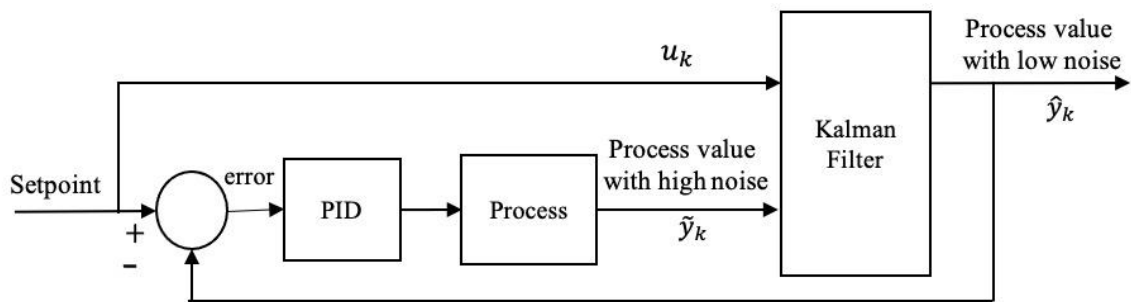 Process value
with low noise
u_k
ŷ_k
Kalman
Filter
Process value
with high noise
ỹ_k
Setpoint
error
PID
Process
+
-